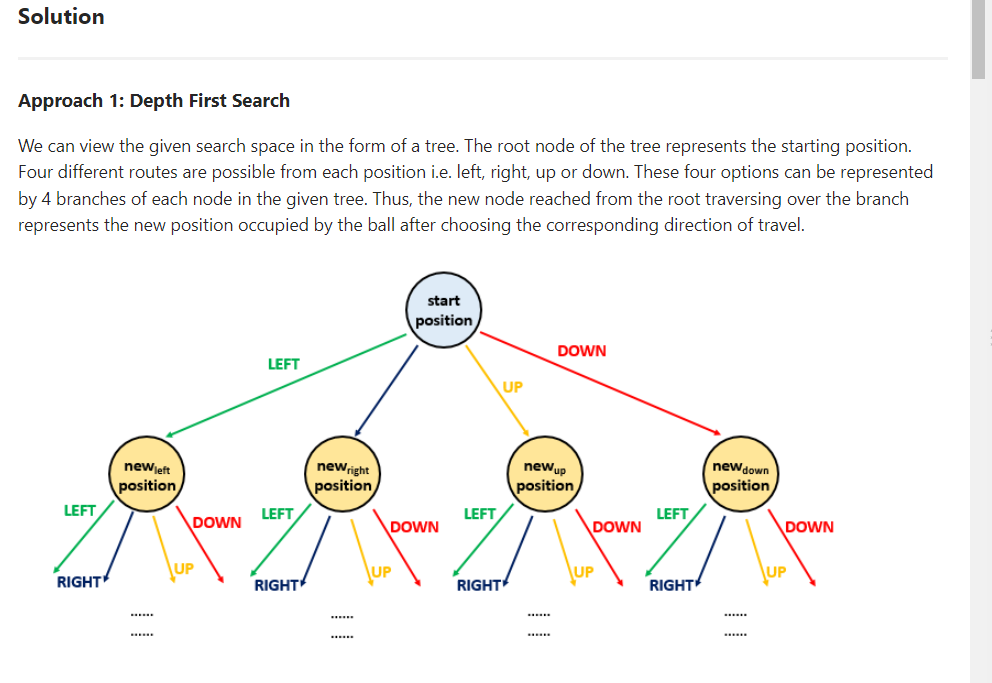 Solution
Approach 1: Depth First Search
We can view the given search space in the form of a tree. The root node of the tree represents the starting position.
Four different routes are possible from each position i.e. left, right, up or down. These four options can be represented
by 4 branches of each node in the given tree. Thus, the new node reached from the root traversing over the branch
represents the new position occupied by the ball after choosing the corresponding direction of travel.
start
position
LEFT
DOWN
UP
newleft
position
newright
position
newup
position
newdown
position
LEFT
DOWN
UP
RIGHT
LEFT
DOWN
UP
RIGHT
LEFT
DOWN
UP
RIGHT
LEFT
DOWN
UP
RIGHT
......
......
......
......
......
......
......
......